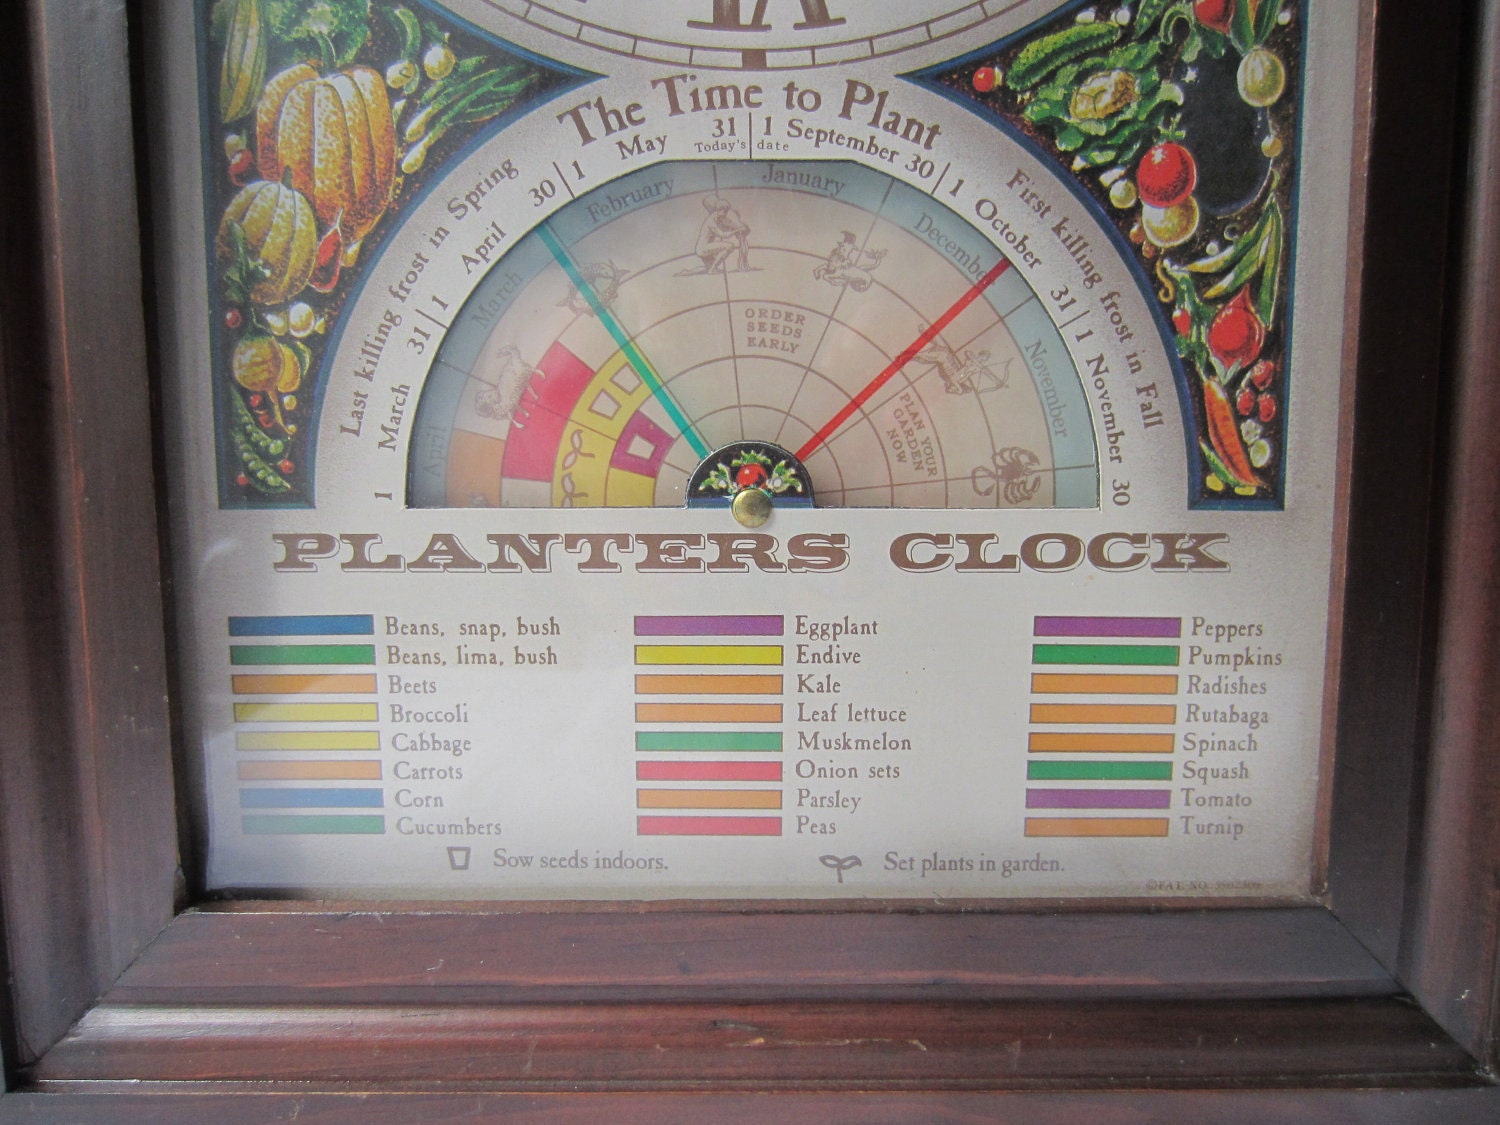 IV
The Time to Plant
Last killing frost in Spring
First killing frost in Fall
1 March 31 | 1 April 30 | 1 May 31 | 1 September 30 | 1 October 31 | 1 November 30
Today's | date
April
March
February
January
December
November
ORDER
SEEDS
EARLY
PLAN YOUR
GARDEN
NOW
PLANTERS CLOCK
Beans, snap, bush
Beans, lima, bush
Beets
Broccoli
Cabbage
Carrots
Corn
Cucumbers
Eggplant
Endive
Kale
Leaf lettuce
Muskmelon
Onion sets
Parsley
Peas
Peppers
Pumpkins
Radishes
Rutabaga
Spinach
Squash
Tomato
Turnip
Sow seeds indoors.
Set plants in garden.